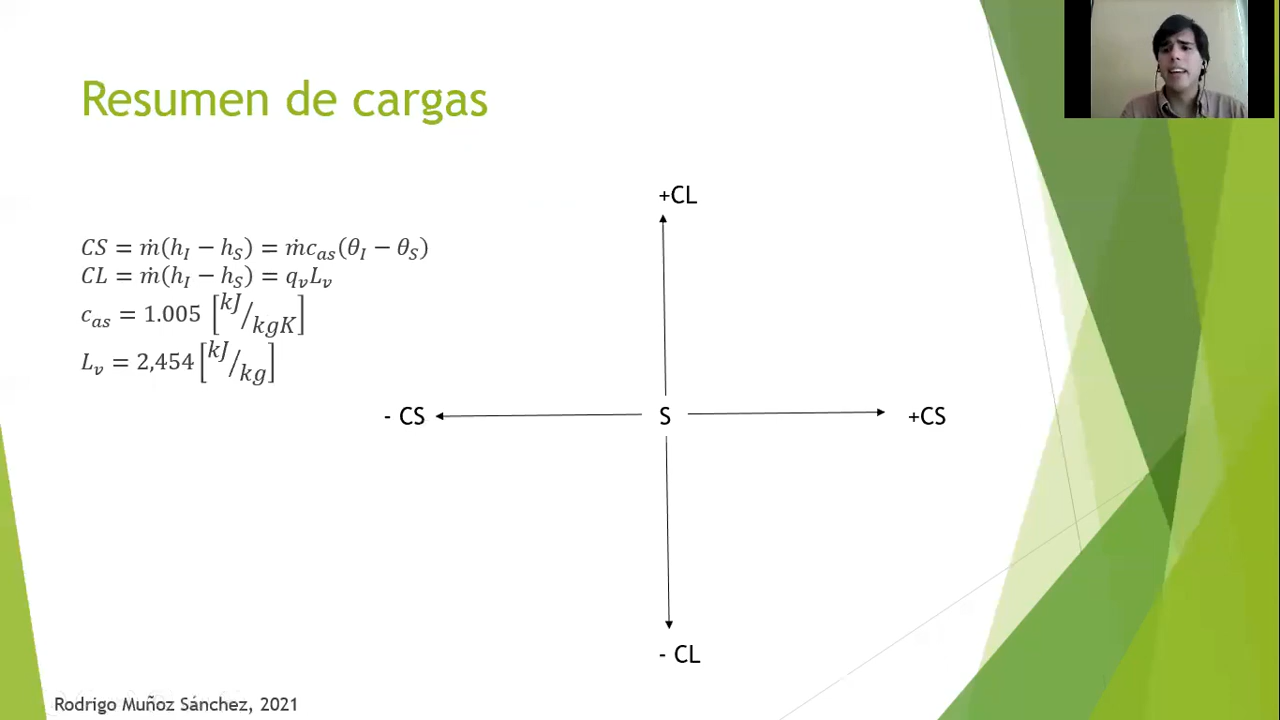 Resumen de cargas
CS = ṁ(h_I − h_S) = ṁc_as(θ_I − θ_S)
CL = ṁ(h_I − h_S) = q_v L_v
c_as = 1.005 [kJ/kgK]
L_v = 2,454 [kJ/kg]
+CL
- CS
S
+CS
- CL
Rodrigo Muñoz Sánchez, 2021